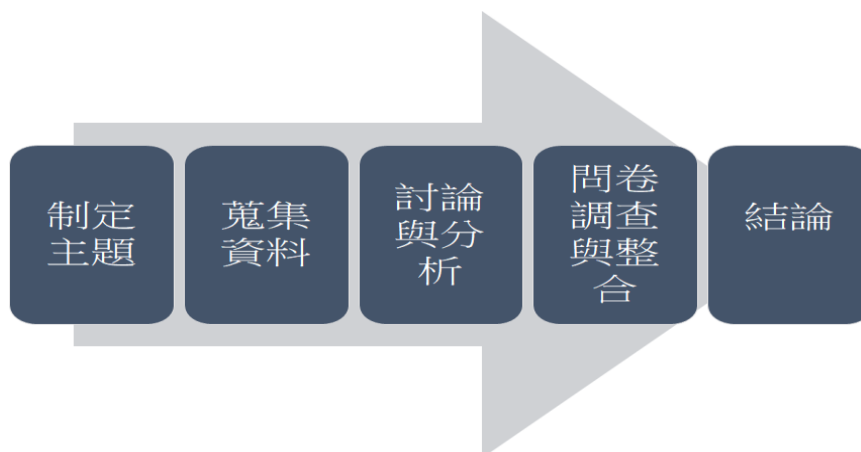 制定
主題
蒐集
資料
討論
與分
析
問卷
調查
與整
合
結論